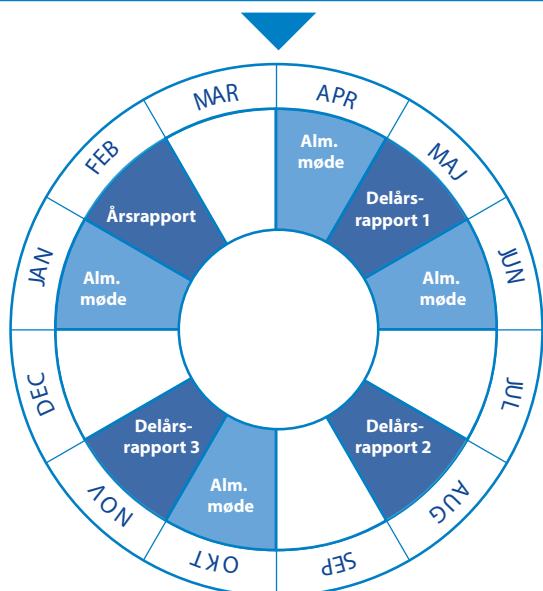 MAR
APR
FEB
MAJ
Alm.
møde
Årsrapport
Delårs-
rapport 1
JAN
JUN
Alm.
møde
Alm.
møde
DEC
JUL
Delårs-
rapport 3
Delårs-
rapport 2
Alm.
møde
NOV
AUG
OKT
SEP